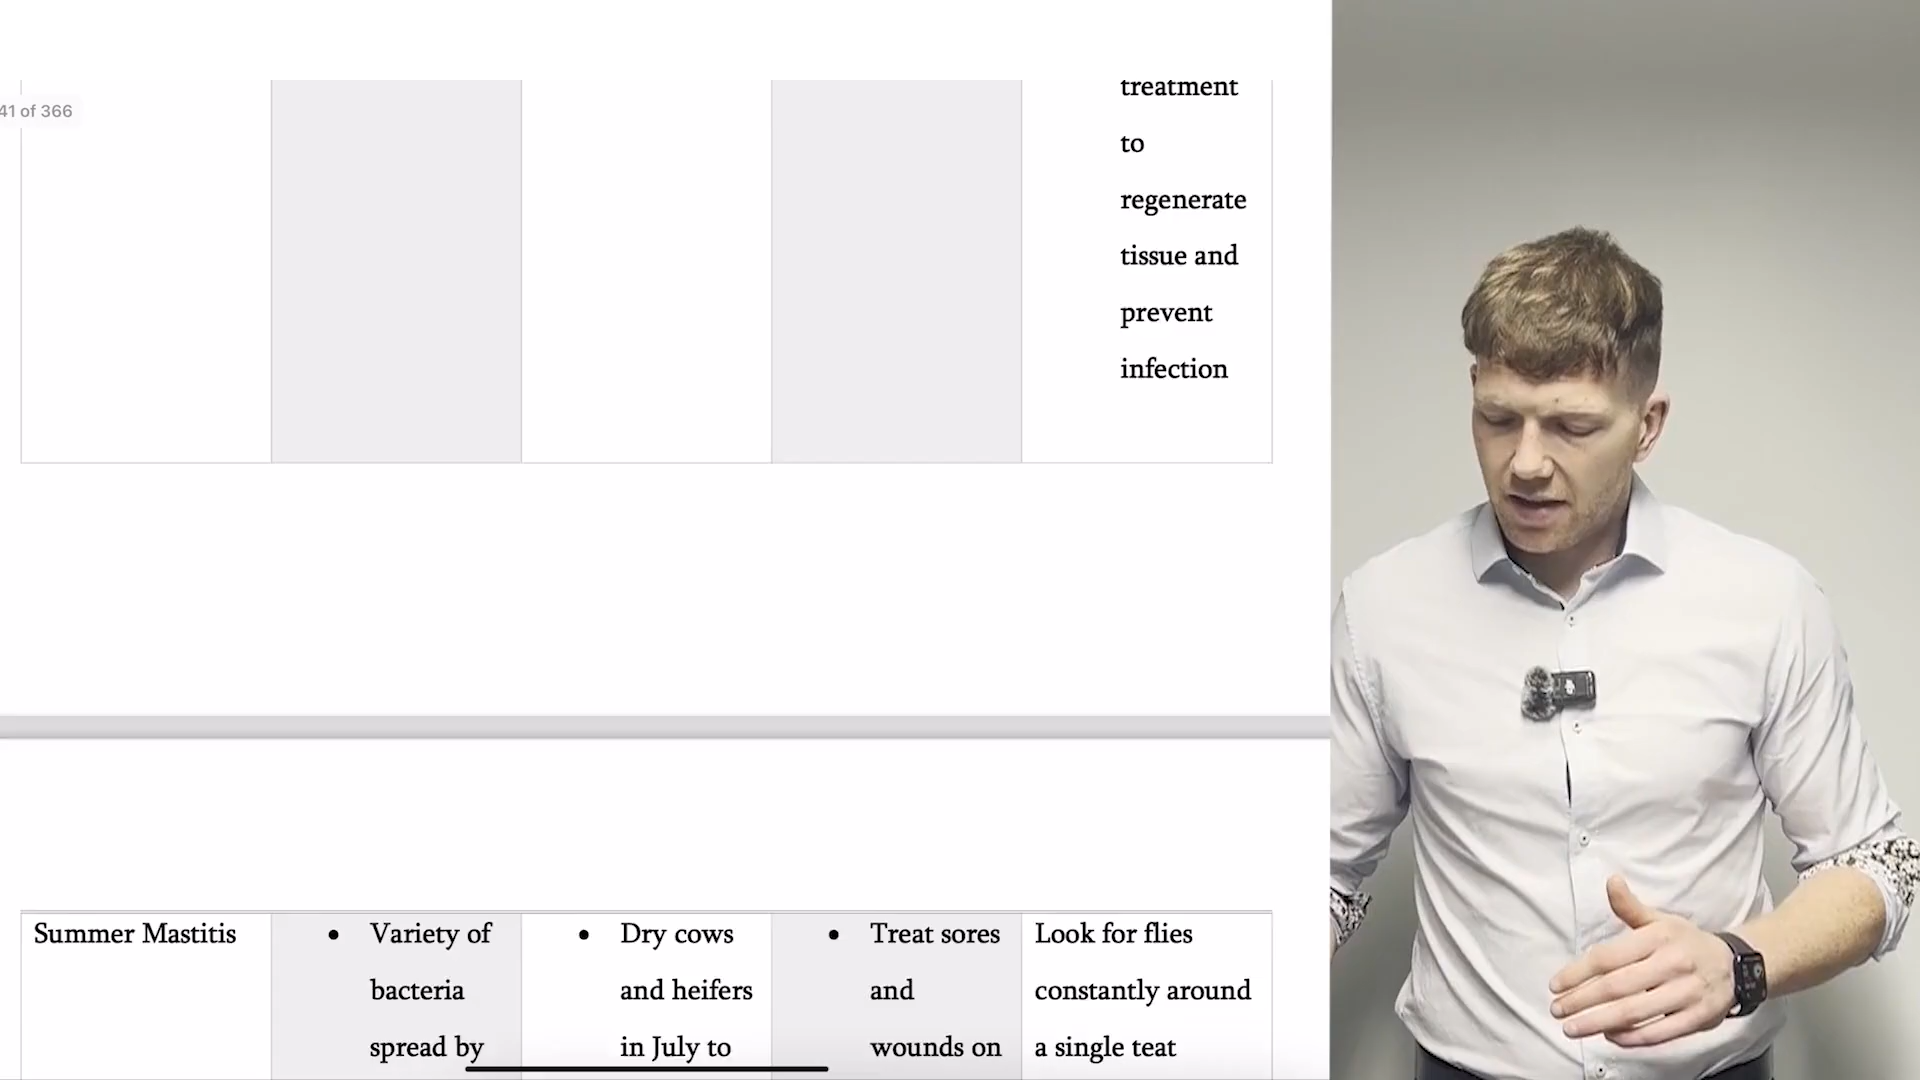 treatment
41 of 366
to
regenerate
tissue and
prevent
infection
Summer Mastitis
• Variety of
bacteria
spread by
• Dry cows
and heifers
in July to
• Treat sores
and
wounds on
Look for flies
constantly around
a single teat